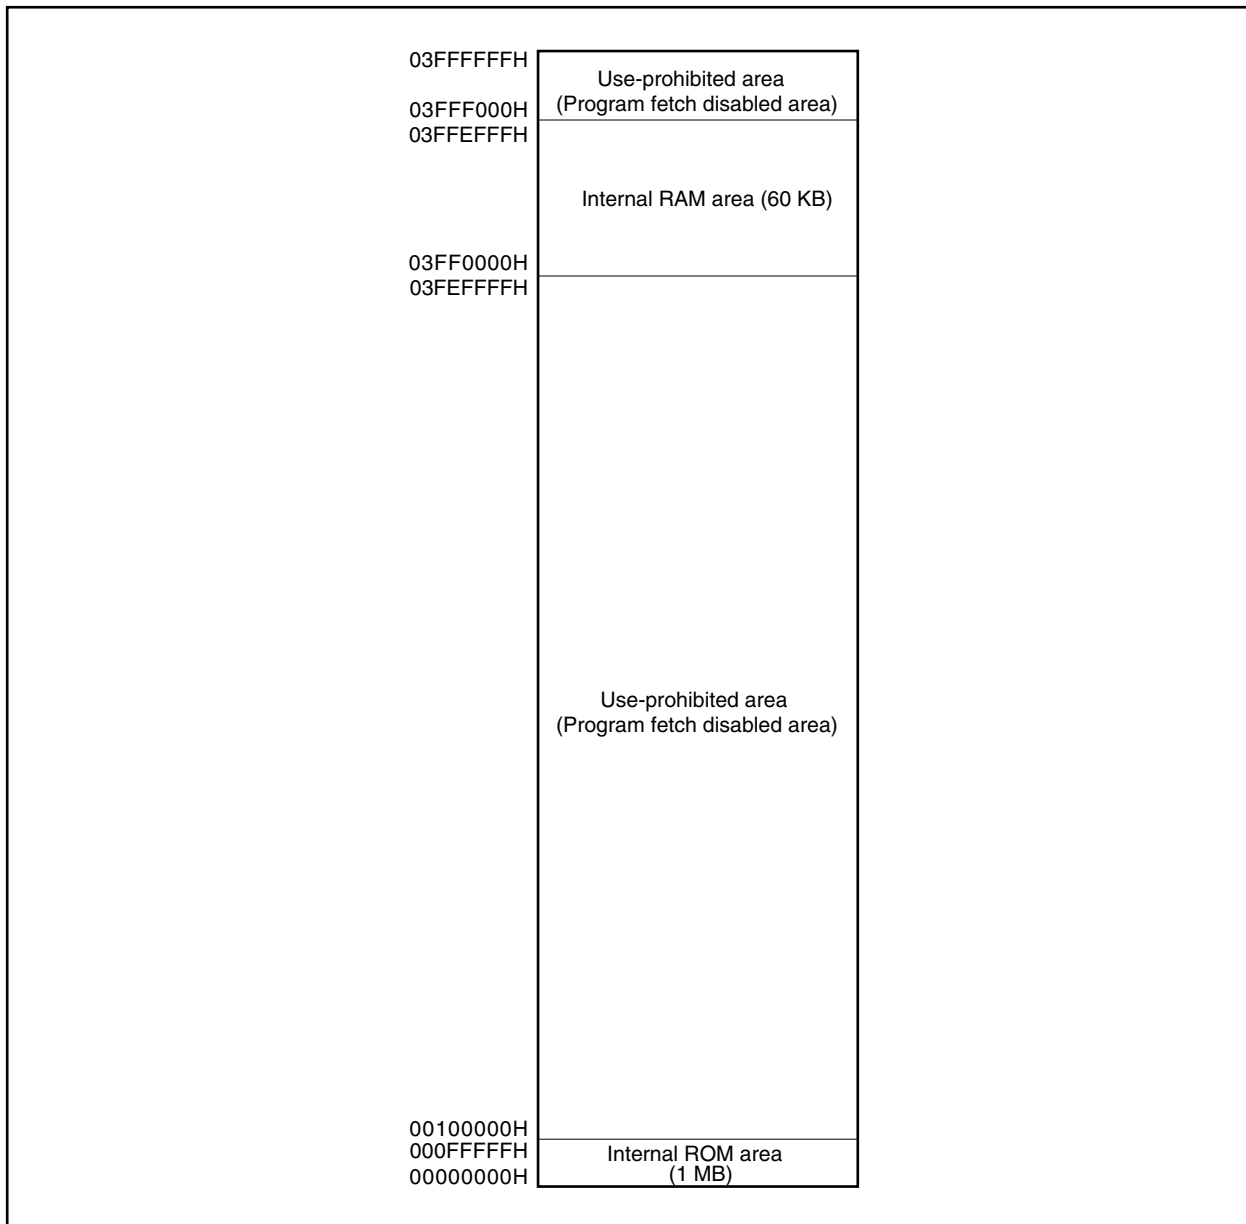 03FFFFFFH
Use-prohibited area
(Program fetch disabled area)
03FFF000H
03FFEFFFH
Internal RAM area (60 KB)
03FF0000H
03FEFFFFH
Use-prohibited area
(Program fetch disabled area)
00100000H
000FFFFFH
Internal ROM area
(1 MB)
00000000H